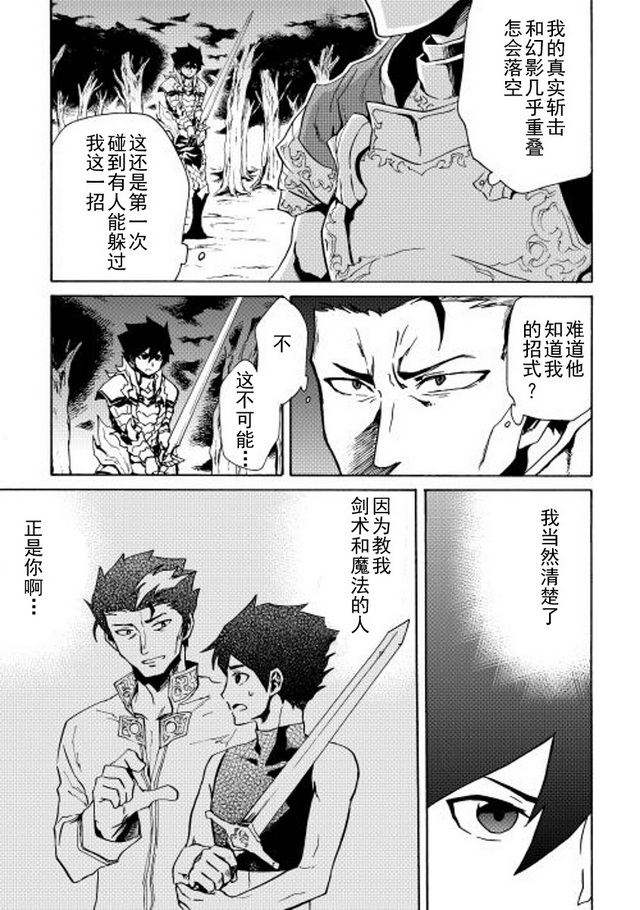 我的真实斩击
和幻影几乎重叠
怎会落空
这还是第一次
碰到有人能躲过
我这一招
难道他
知道我
的招式？
不
这不可能…
我当然清楚了
因为教我
剑术和魔法的人
正是你啊…